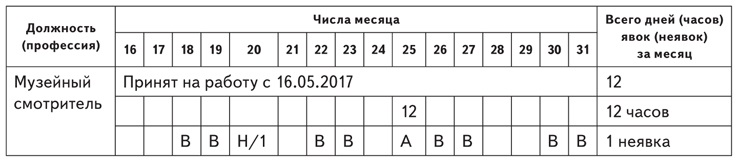 Должность (профессия) Числа месяца Всего дней (часов) явок (неявок) за месяц
16 17 18 19 20 21 22 23 24 25 26 27 28 29 30 31
Музейный смотритель Принят на работу с 16.05.2017 12
12 12 часов
В В Н/1 В В А В В В В 1 неявка